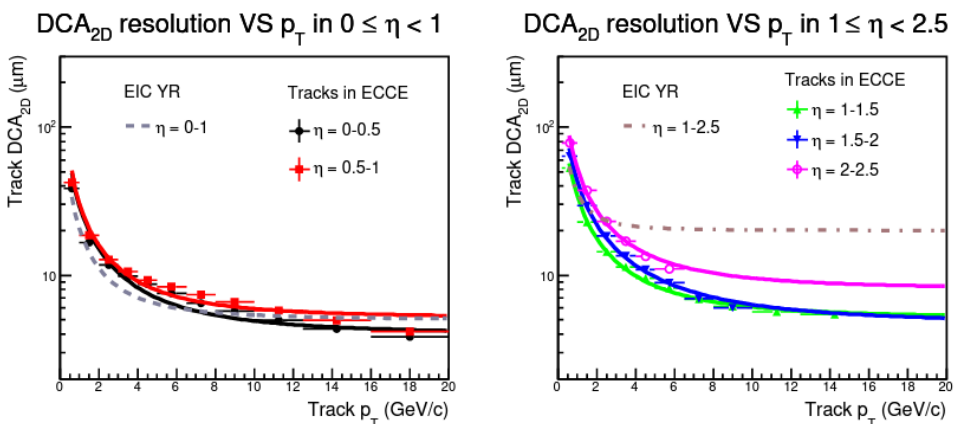 DCA2D resolution VS pT in 0 ≤ η < 1
Track DCA2D (μm)
EIC YR
η = 0-1
Tracks in ECCE
η = 0-0.5
η = 0.5-1
10²
10
0 2 4 6 8 10 12 14 16 18 20
Track pT (GeV/c)
DCA2D resolution VS pT in 1 ≤ η < 2.5
Track DCA2D (μm)
EIC YR
η = 1-2.5
Tracks in ECCE
η = 1-1.5
η = 1.5-2
η = 2-2.5
10²
10
0 2 4 6 8 10 12 14 16 18 20
Track pT (GeV/c)